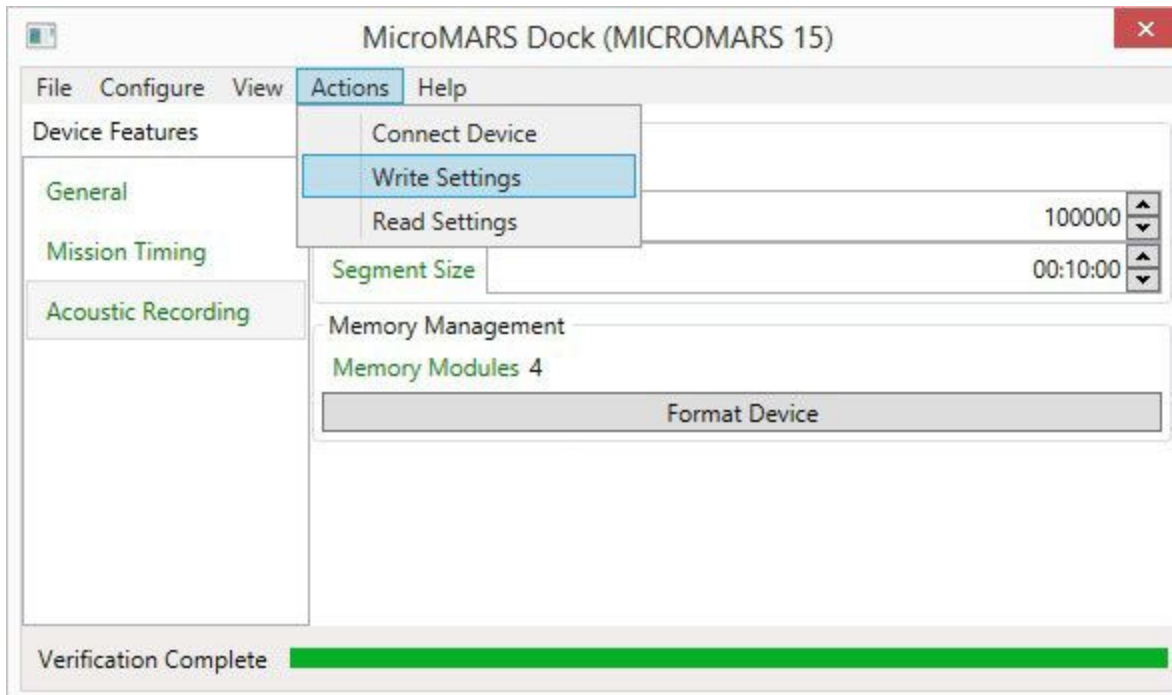 MicroMARS Dock (MICROMARS 15)
File Configure View Actions Help
Device Features
Connect Device
Write Settings
Read Settings
General
Mission Timing
Acoustic Recording
100000
Segment Size 00:10:00
Memory Management
Memory Modules 4
Format Device
Verification Complete